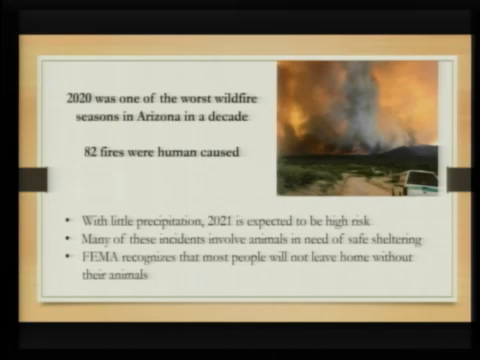 2020 was one of the worst wildfire
seasons in Arizona in a decade
82 fires were human caused
• With little precipitation, 2021 is expected to be high risk
• Many of these incidents involve animals in need of safe sheltering
• FEMA recognizes that most people will not leave home without
their animals